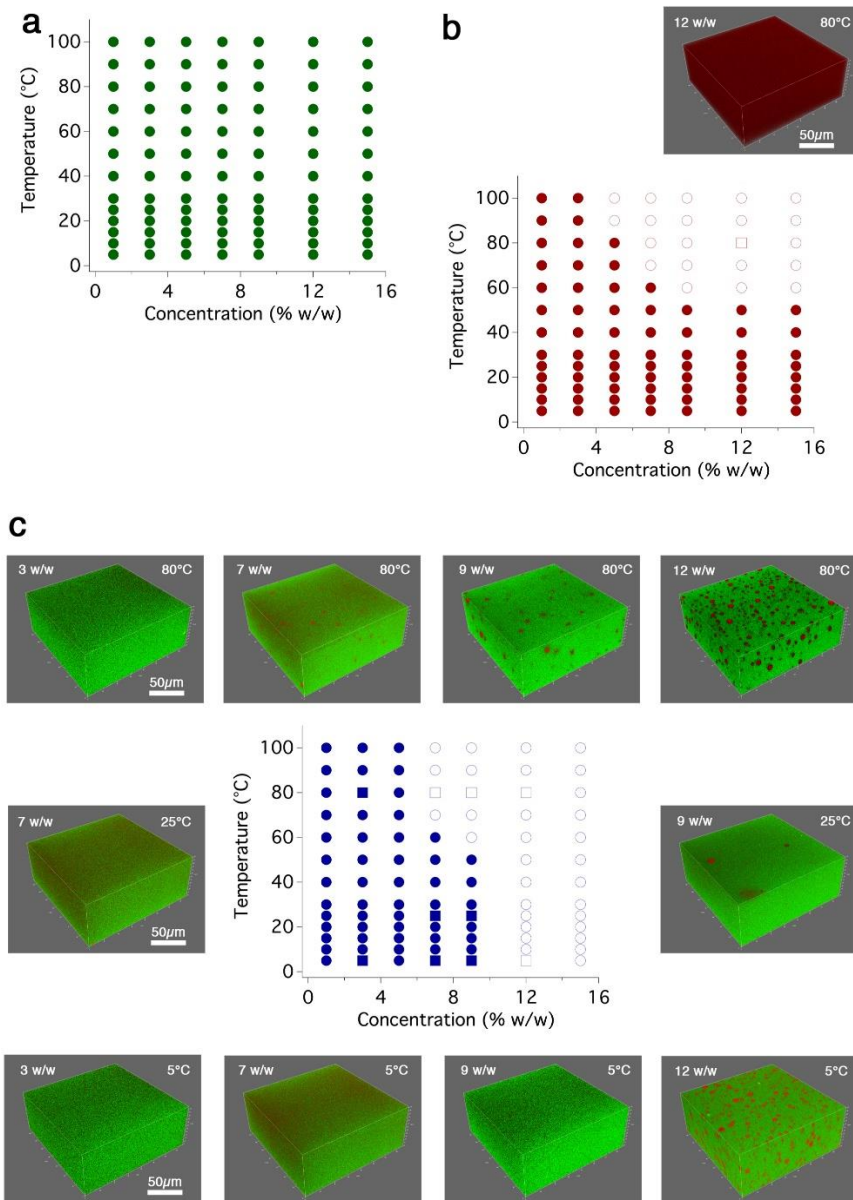 a
100
80
60
40
20
0
Temperature (°C)
0 4 8 12 16
Concentration (% w/w)
b
12 w/w 80°C
50µm
100
80
60
40
20
0
Temperature (°C)
0 4 8 12 16
Concentration (% w/w)
c
3 w/w 80°C
50µm
7 w/w 80°C
9 w/w 80°C
12 w/w 80°C
7 w/w 25°C
50µm
100
80
60
40
20
0
Temperature (°C)
0 4 8 12 16
Concentration (% w/w)
9 w/w 25°C
3 w/w 5°C
50µm
7 w/w 5°C
9 w/w 5°C
12 w/w 5°C